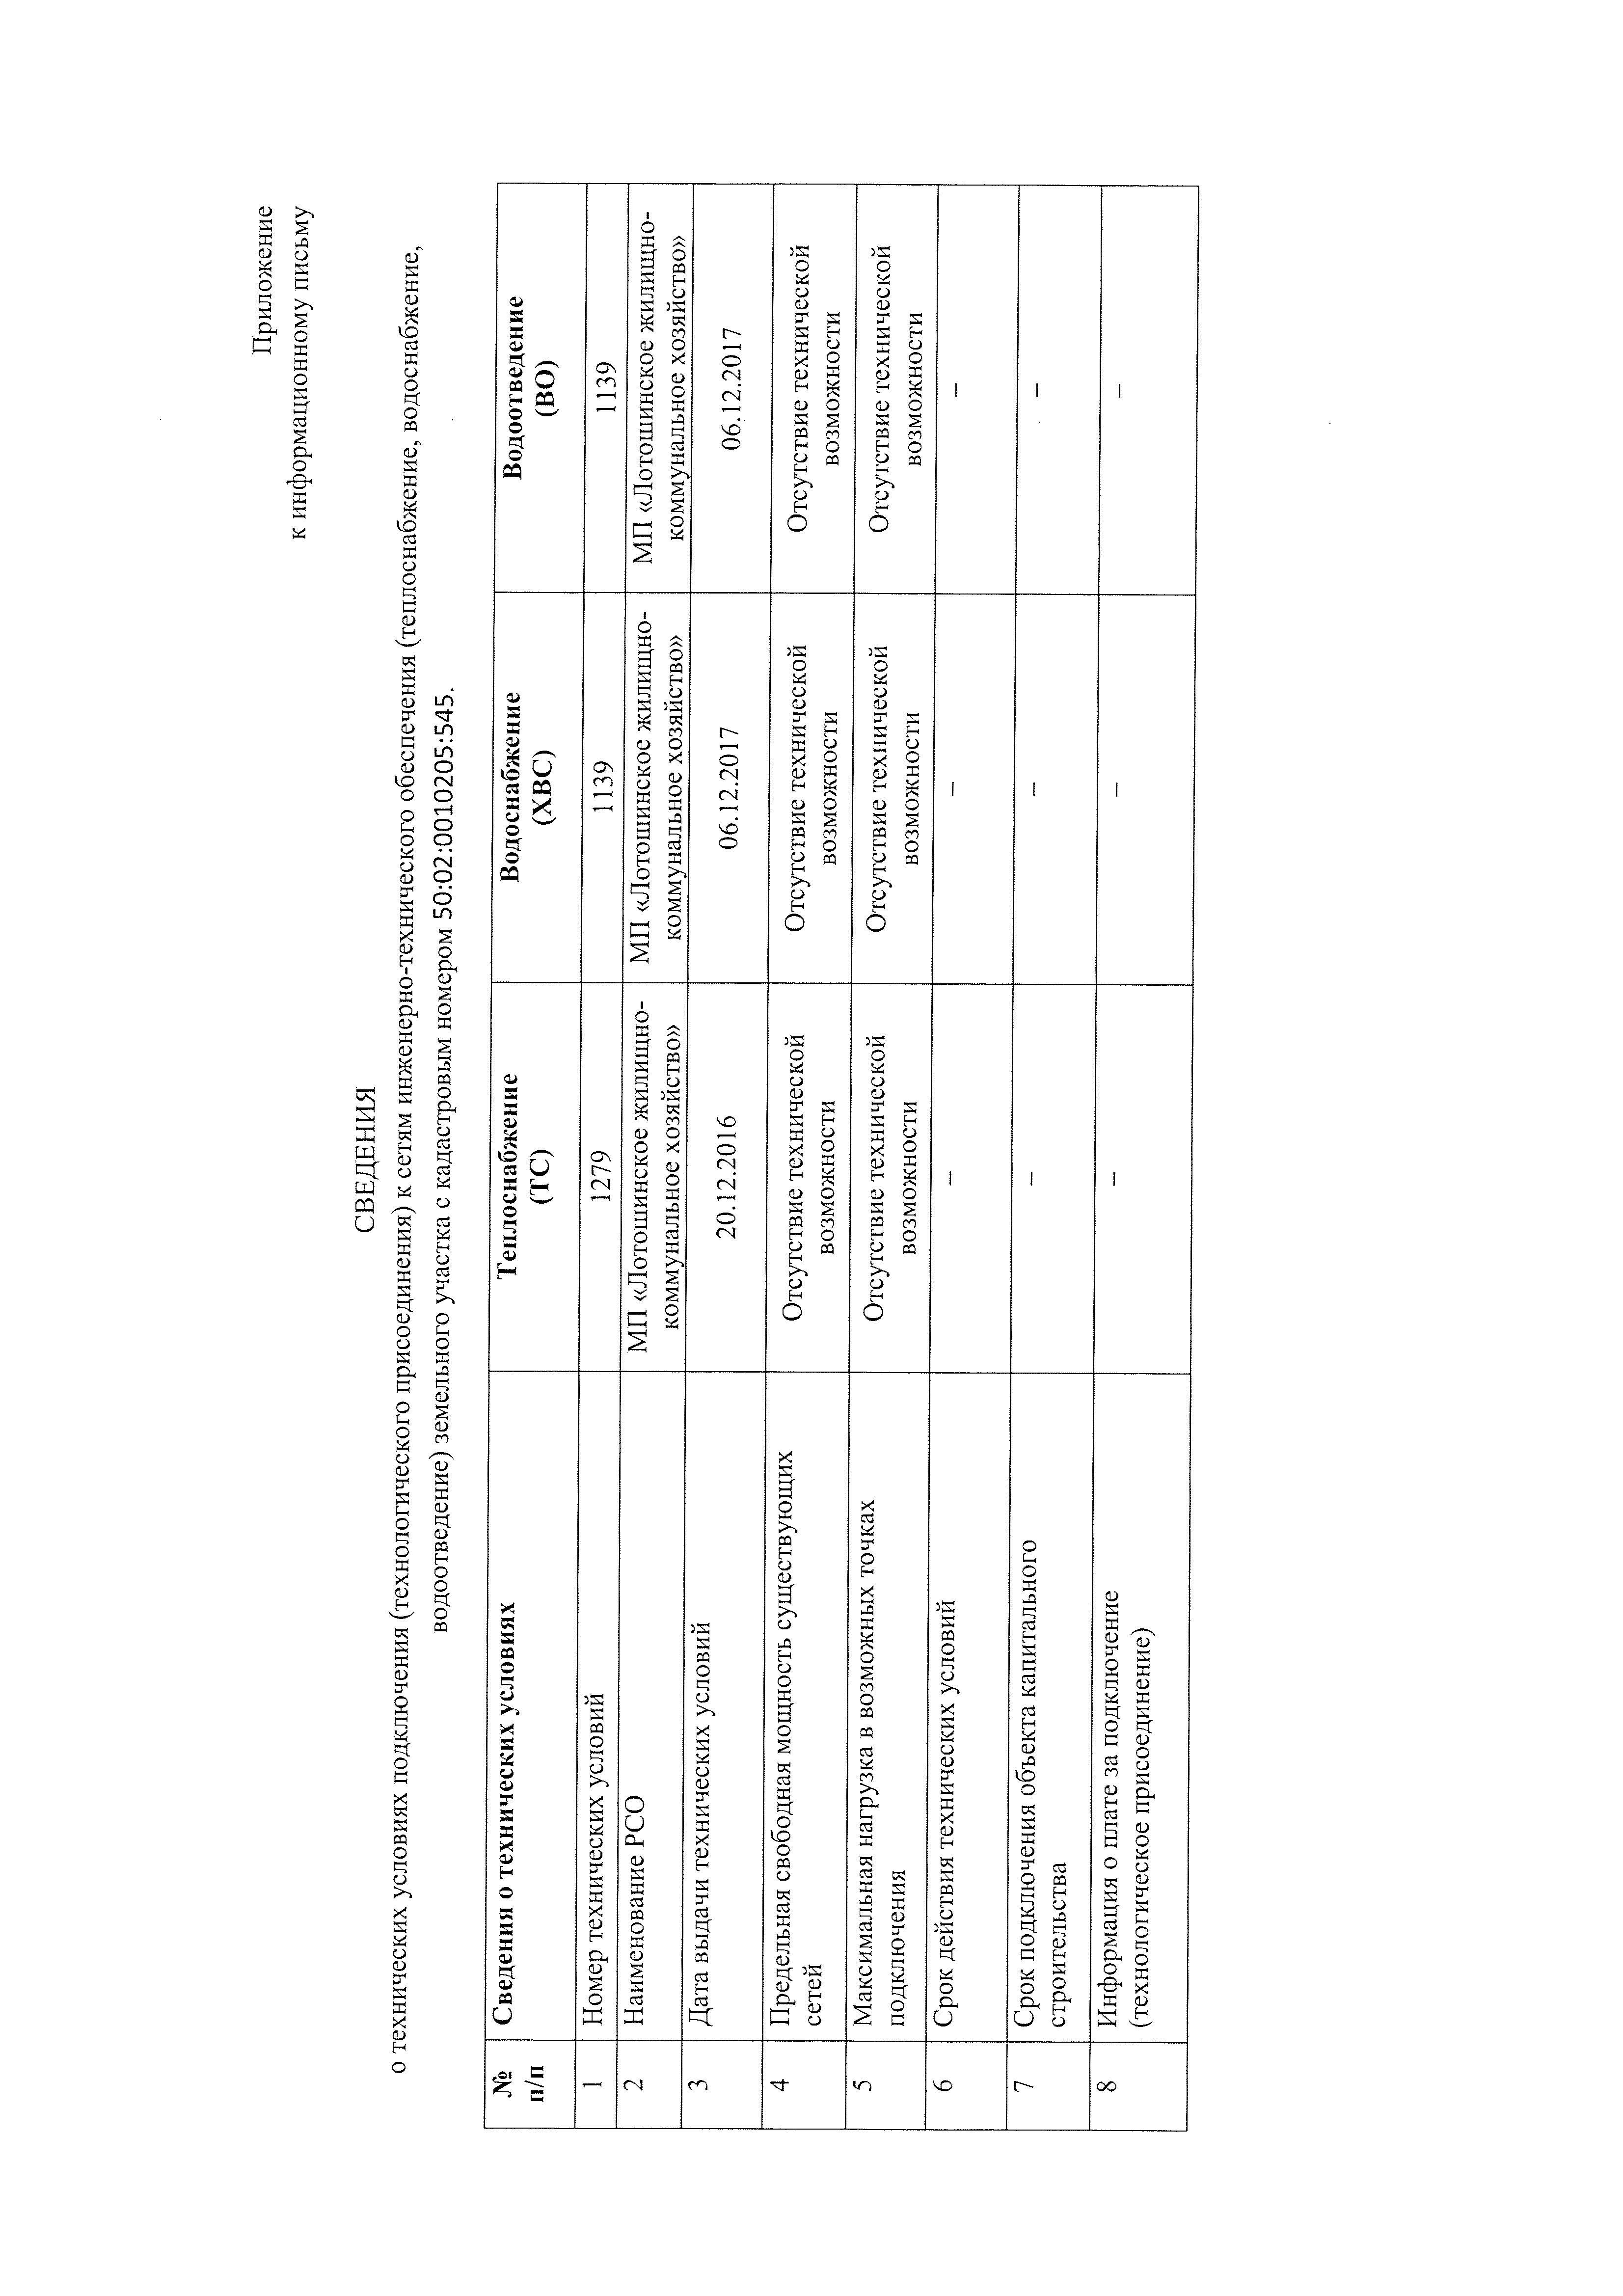 Приложение
к информационному письму
СВЕДЕНИЯ
о технических условиях подключения (технологического присоединения) к сетям инженерно-технического обеспечения (теплоснабжение, водоснабжение,
водоотведение) земельного участка с кадастровым номером 50:02:0010205:545.
№ п/п Сведения о технических условиях Теплоснабжение (ТС) Водоснабжение (ХВС) Водоотведение (ВО)
1 Номер технических условий 1279 1139 1139
2 Наименование РСО МП «Лотошинское жилищно-коммунальное хозяйство» МП «Лотошинское жилищно-коммунальное хозяйство» МП «Лотошинское жилищно-коммунальное хозяйство»
3 Дата выдачи технических условий 20.12.2016 06.12.2017 06.12.2017
4 Предельная свободная мощность существующих сетей Отсутствие технической возможности Отсутствие технической возможности Отсутствие технической возможности
5 Максимальная нагрузка в возможных точках подключения Отсутствие технической возможности Отсутствие технической возможности Отсутствие технической возможности
6 Срок действия технических условий – – –
7 Срок подключения объекта капитального строительства – – –
8 Информация о плате за подключение (технологическое присоединение) – – –